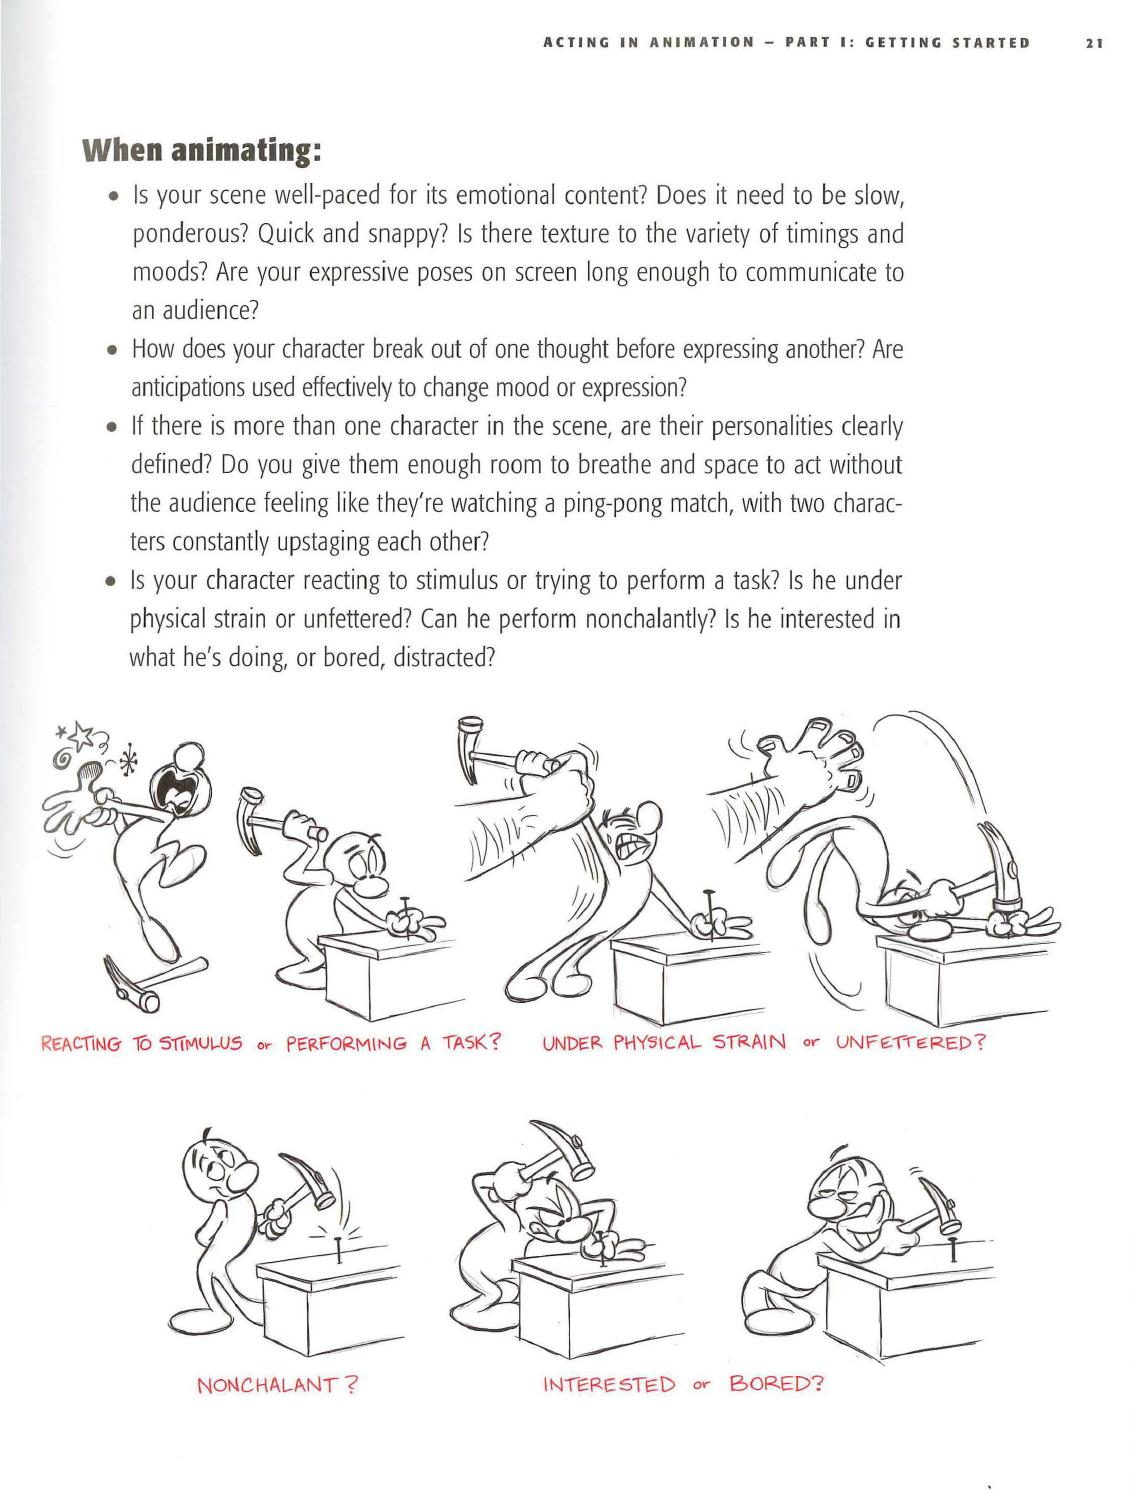 ACTING IN ANIMATION – PART I: GETTING STARTED 21
When animating:
• Is your scene well-paced for its emotional content? Does it need to be slow,
ponderous? Quick and snappy? Is there texture to the variety of timings and
moods? Are your expressive poses on screen long enough to communicate to
an audience?
• How does your character break out of one thought before expressing another? Are
anticipations used effectively to change mood or expression?
• If there is more than one character in the scene, are their personalities clearly
defined? Do you give them enough room to breathe and space to act without
the audience feeling like they're watching a ping-pong match, with two charac-
ters constantly upstaging each other?
• Is your character reacting to stimulus or trying to perform a task? Is he under
physical strain or unfettered? Can he perform nonchalantly? Is he interested in
what he's doing, or bored, distracted?
REACTING TO STIMULUS or PERFORMING A TASK? UNDER PHYSICAL STRAIN or UNFETTERED?
NONCHALANT? INTERESTED or BORED?